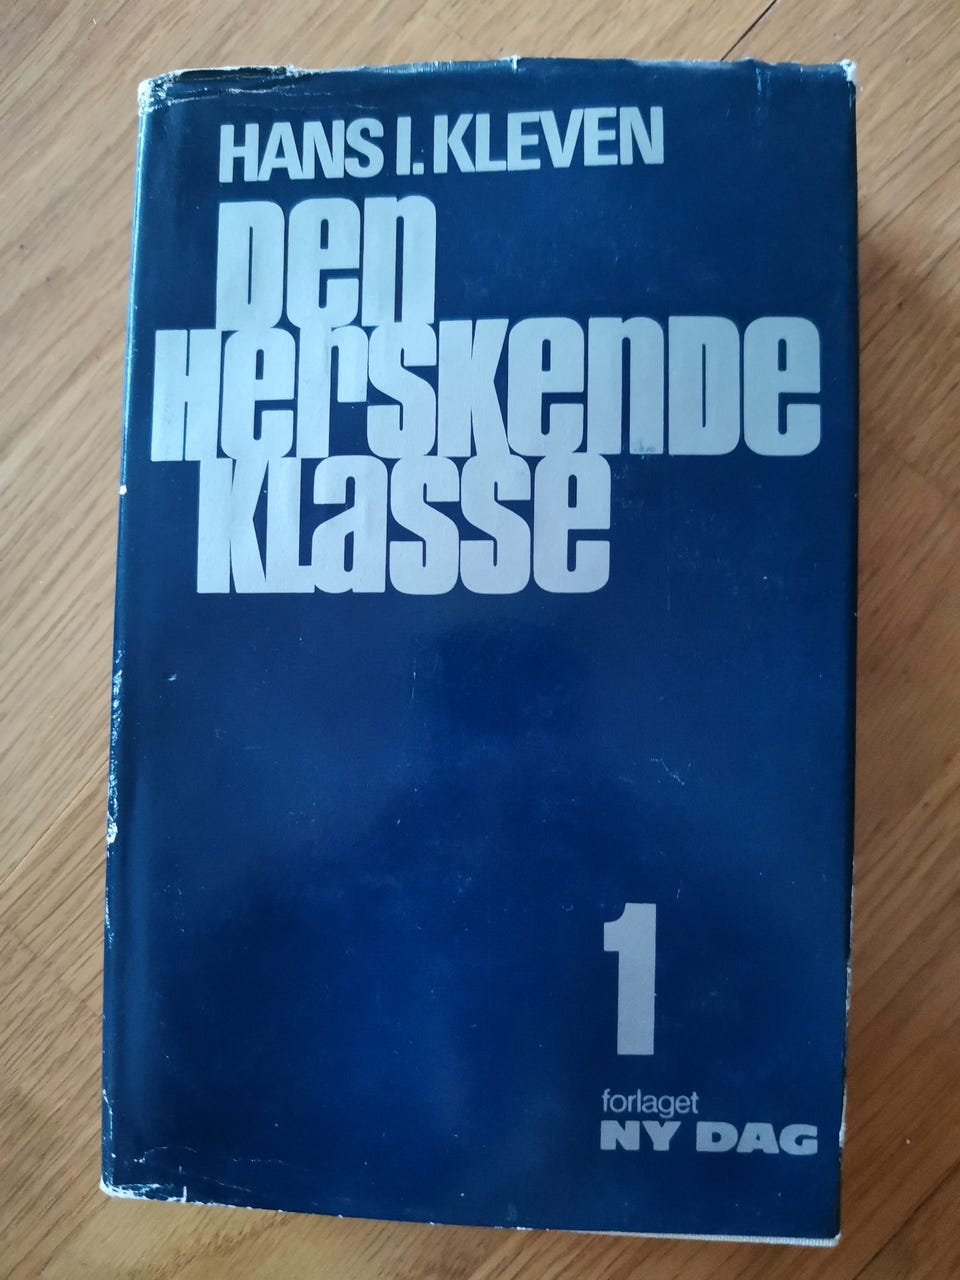 HANS I. KLEVEN
Den
Herskende
Klasse
1
forlaget
NY DAG